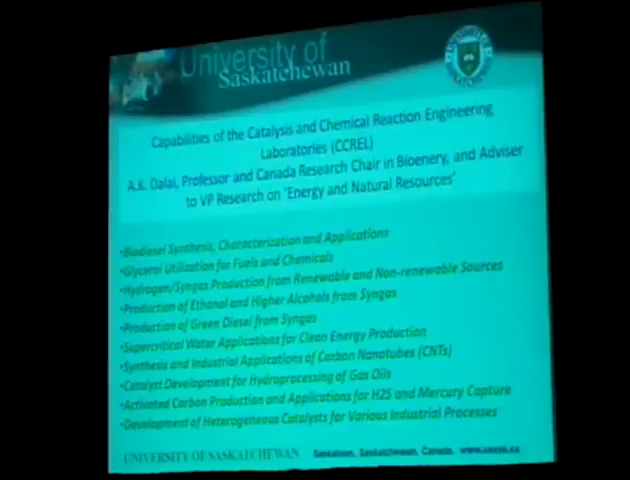 University of
Saskatchewan
Capabilities of the Catalysis and Chemical Reaction Engineering
Laboratories (CCREL)
A.K. Dalai, Professor and Canada Research Chair in Bioenery, and Adviser
to VP Research on 'Energy and Natural Resources'
•Biodiesel Synthesis, Characterization and Applications
•Glycerol Utilization for Fuels and Chemicals
•Hydrogen/Syngas Production from Renewable and Non-renewable Sources
•Production of Ethanol and Higher Alcohols from Syngas
•Production of Green Diesel from Syngas
•Supercritical Water Applications for Clean Energy Production
•Synthesis and Industrial Applications of Carbon Nanotubes (CNTs)
•Catalyst Development for Hydroprocessing of Gas Oils
•Activated Carbon Production and Applications for H2S and Mercury Capture
•Development of Heterogeneous Catalysts for Various Industrial Processes
UNIVERSITY OF SASKATCHEWAN Saskatoon, Saskatchewan, Canada. www.usask.ca